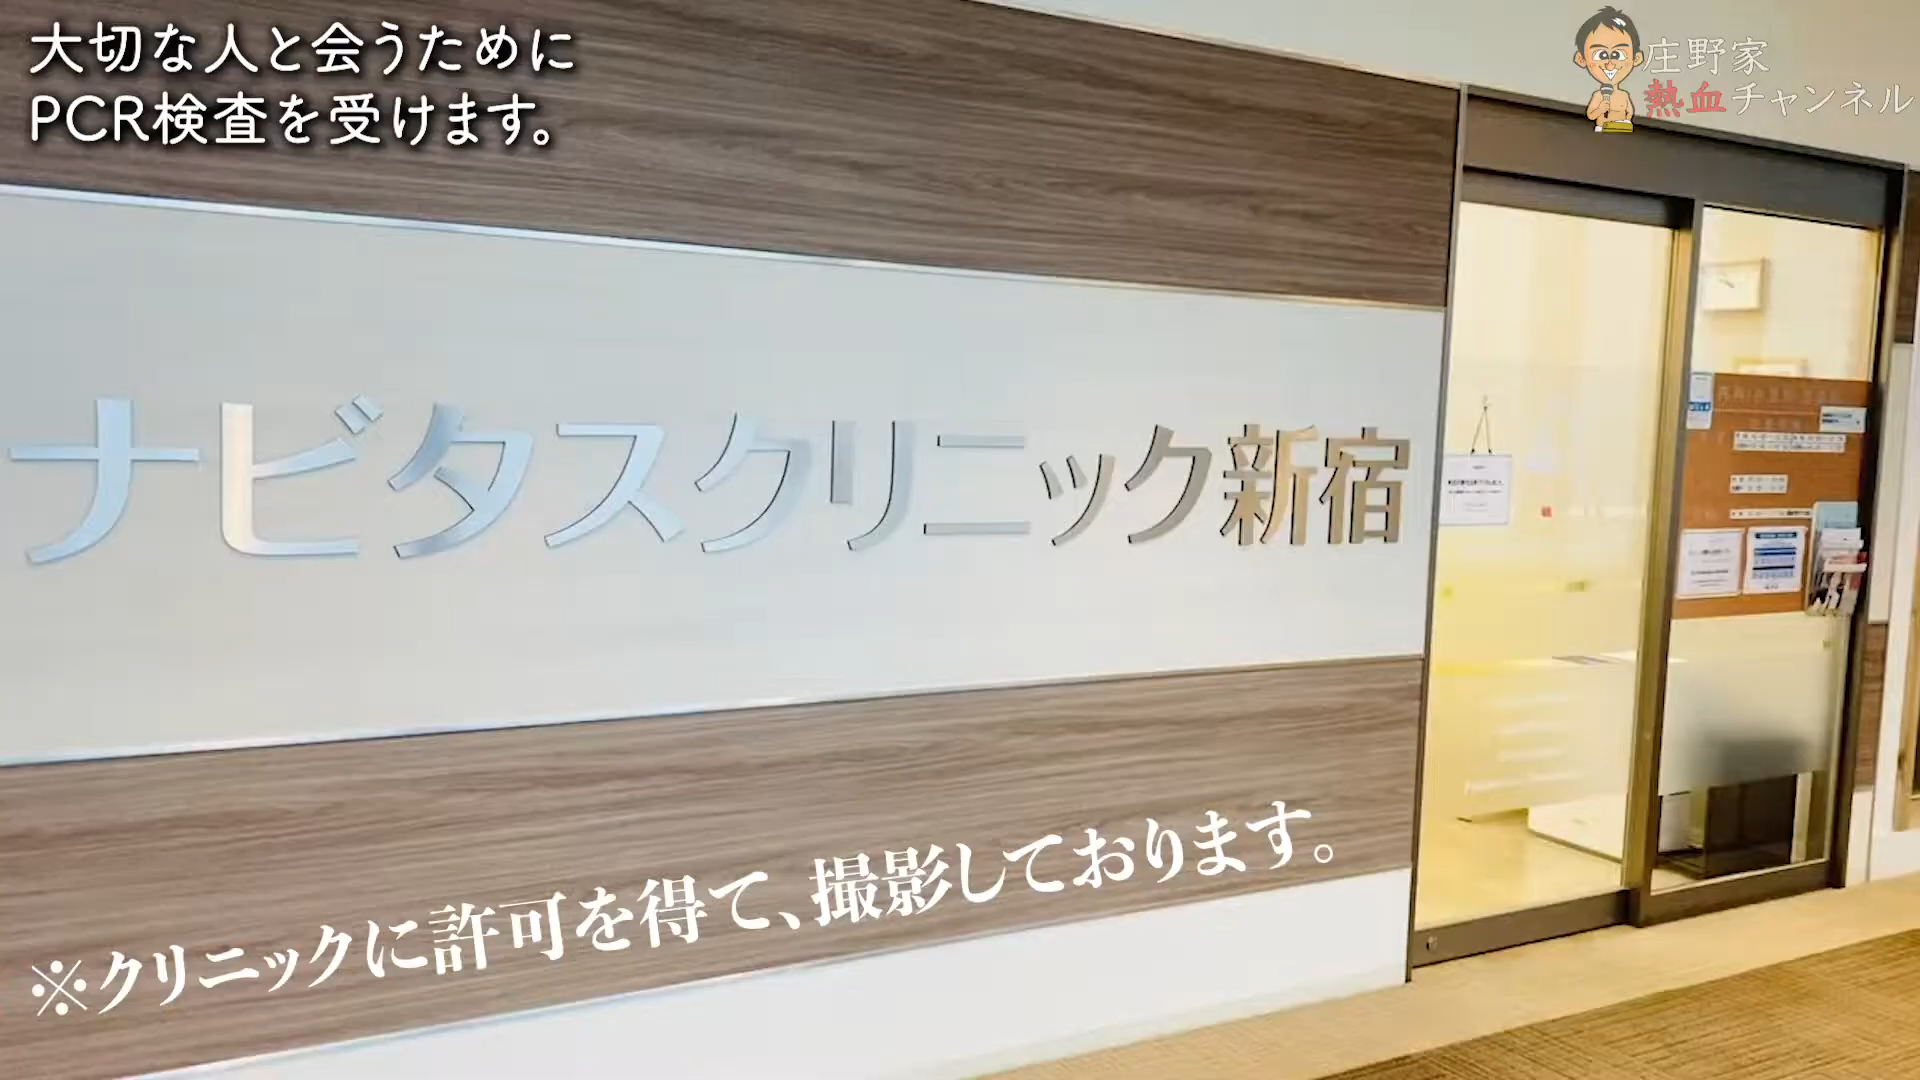 大切な人と会うために
PCR検査を受けます。
庄野家
熱血チャンネル
ナビタスクリニック新宿
※クリニックに許可を得て、撮影しております。